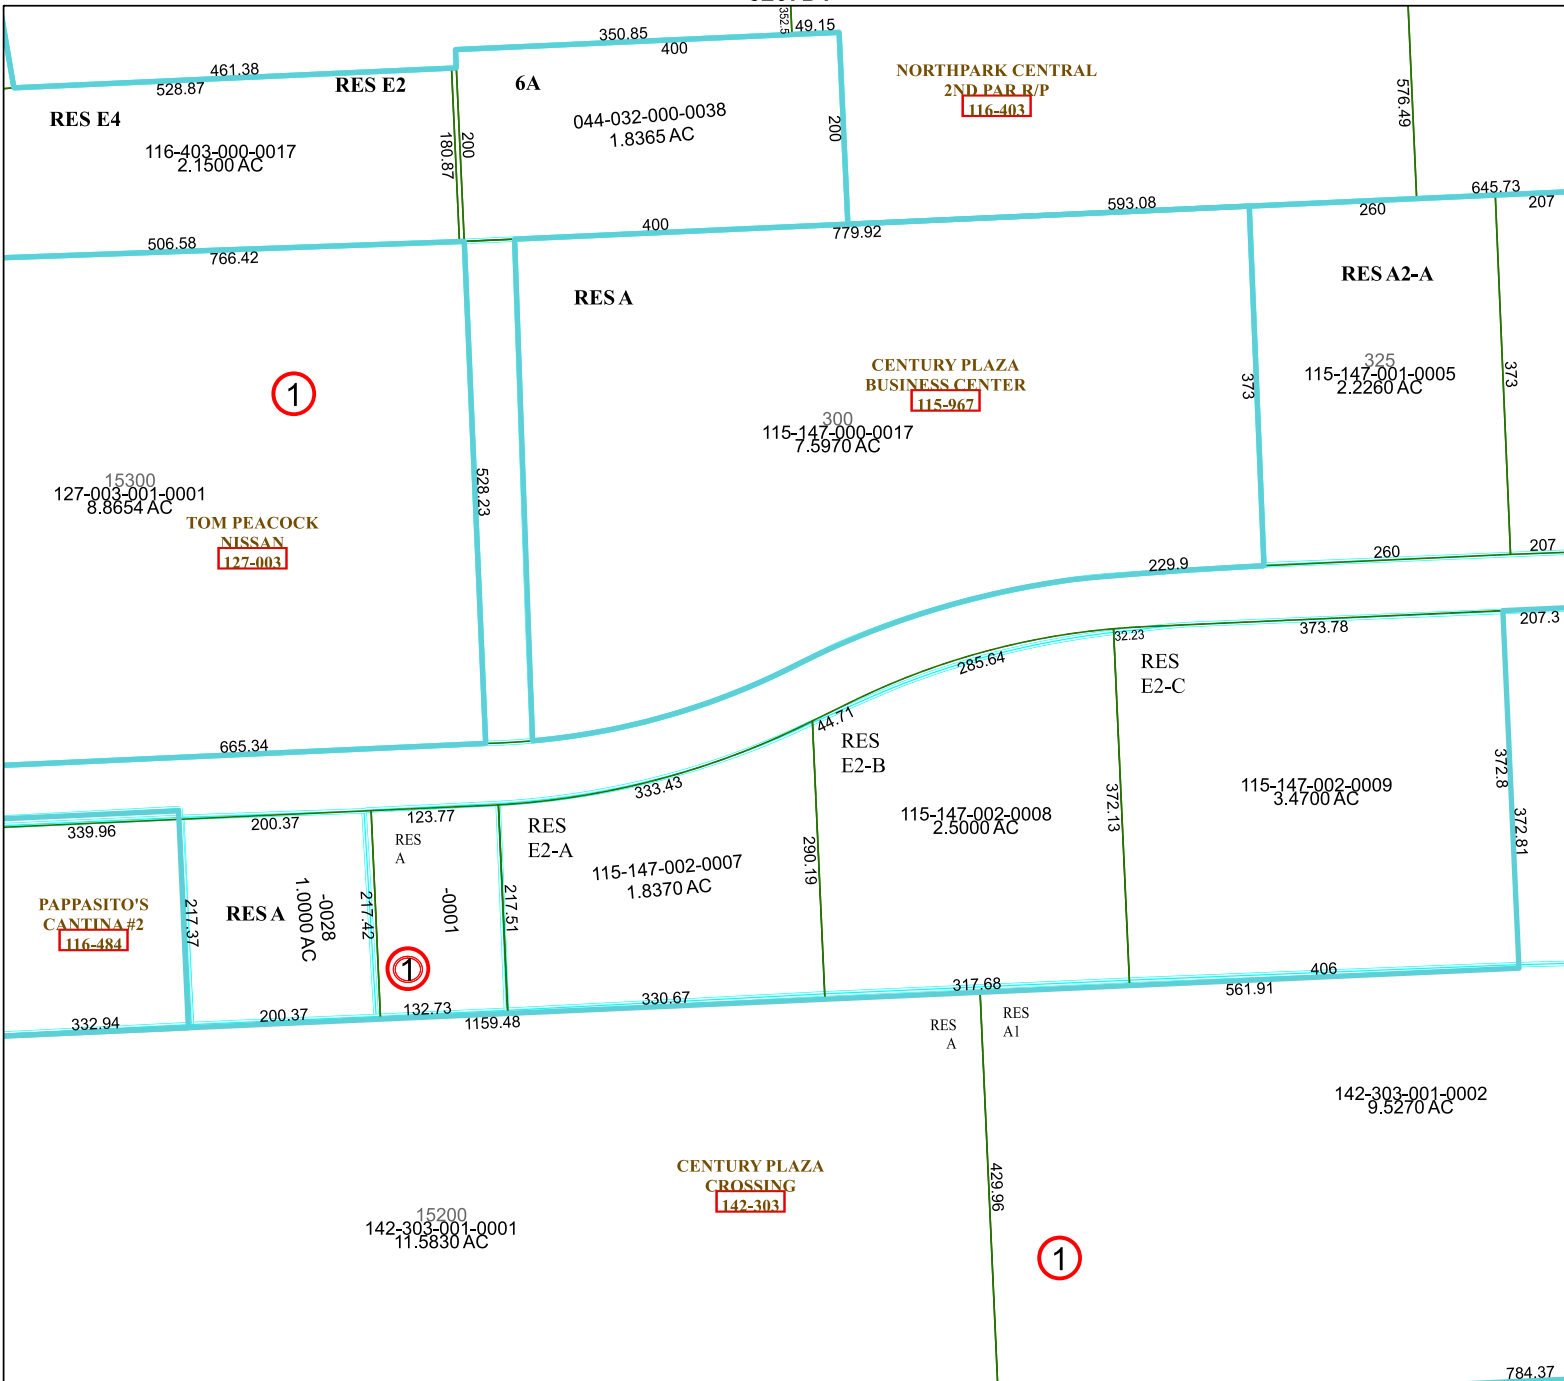 352.5
49.15
350.85
400
461.38
528.87
RES E2
6A
RES E4
NORTHPARK CENTRAL
2ND PAR R/P
116-403
576.49
044-032-000-0038
1.8365 AC
200
200
180.87
116-403-000-0017
2.1500 AC
645.73
207
593.08
260
400
779.92
506.58
766.42
RES A2-A
RES A
325
115-147-001-0005
2.2260 AC
373
373
CENTURY PLAZA
BUSINESS CENTER
115-967
1
300
115-147-000-0017
7.5970 AC
15300
127-003-001-0001
8.8654 AC
528.23
TOM PEACOCK
NISSAN
127-003
229.9
260
207
207.3
373.78
32.23
285.64
RES
E2-C
44.71
665.34
RES
E2-B
333.43
372.8
372.81
115-147-002-0009
3.4700 AC
372.13
115-147-002-0008
2.5000 AC
339.96
200.37
123.77
RES
A
RES
E2-A
290.19
115-147-002-0007
1.8370 AC
PAPPASITO'S
CANTINA #2
116-484
217.37
RES A
-0028
1.0000 AC
217.42
-0001
217.51
1
406
561.91
317.68
330.67
132.73
1159.48
200.37
332.94
RES
A
RES
A1
142-303-001-0002
9.5270 AC
CENTURY PLAZA
CROSSING
142-303
429.96
15200
142-303-001-0001
11.5830 AC
1
784.37